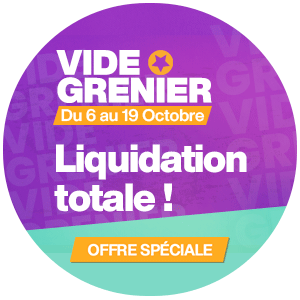 VIDE
GRENIER
Du 6 au 19 Octobre
Liquidation
totale !
OFFRE SPÉCIALE